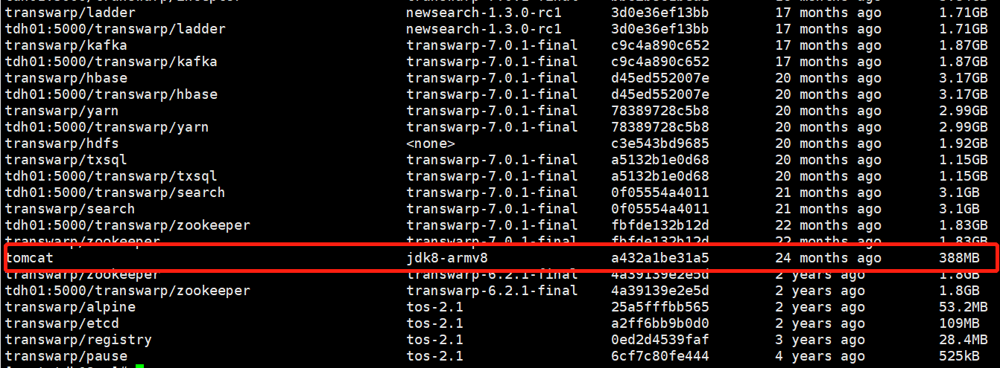 transwarp/ladder newsearch-1.3.0-rc1 3d0e36ef13bb 17 months ago 1.71GB
tdh01:5000/transwarp/ladder newsearch-1.3.0-rc1 3d0e36ef13bb 17 months ago 1.71GB
transwarp/kafka transwarp-7.0.1-final c9c4a890c652 17 months ago 1.87GB
tdh01:5000/transwarp/kafka transwarp-7.0.1-final c9c4a890c652 17 months ago 1.87GB
transwarp/hbase transwarp-7.0.1-final d45ed552007e 20 months ago 3.17GB
tdh01:5000/transwarp/hbase transwarp-7.0.1-final d45ed552007e 20 months ago 3.17GB
transwarp/yarn transwarp-7.0.1-final 78389728c5b8 20 months ago 2.99GB
tdh01:5000/transwarp/yarn transwarp-7.0.1-final 78389728c5b8 20 months ago 2.99GB
transwarp/hdfs <none> c3e543bd9685 20 months ago 1.92GB
transwarp/txsql transwarp-7.0.1-final a5132b1e0d68 20 months ago 1.15GB
tdh01:5000/transwarp/txsql transwarp-7.0.1-final a5132b1e0d68 20 months ago 1.15GB
tdh01:5000/transwarp/search transwarp-7.0.1-final 0f05554a4011 21 months ago 3.1GB
transwarp/search transwarp-7.0.1-final 0f05554a4011 21 months ago 3.1GB
tdh01:5000/transwarp/zookeeper transwarp-7.0.1-final fbfde132b12d 22 months ago 1.83GB
transwarp/zookeeper transwarp-7.0.1-final fbfde132b12d 22 months ago 1.83GB
tomcat jdk8-armv8 a432a1be31a5 24 months ago 388MB
transwarp/zookeeper transwarp-6.2.1-final 4a39139e2e5d 2 years ago 1.8GB
tdh01:5000/transwarp/zookeeper transwarp-6.2.1-final 4a39139e2e5d 2 years ago 1.8GB
transwarp/alpine tos-2.1 25a5fffbb565 2 years ago 53.2MB
transwarp/etcd tos-2.1 a2ff6bb9b0d0 2 years ago 109MB
transwarp/registry tos-2.1 0ed2d4539faf 3 years ago 28.4MB
transwarp/pause tos-2.1 6cf7c80fe444 4 years ago 525kB